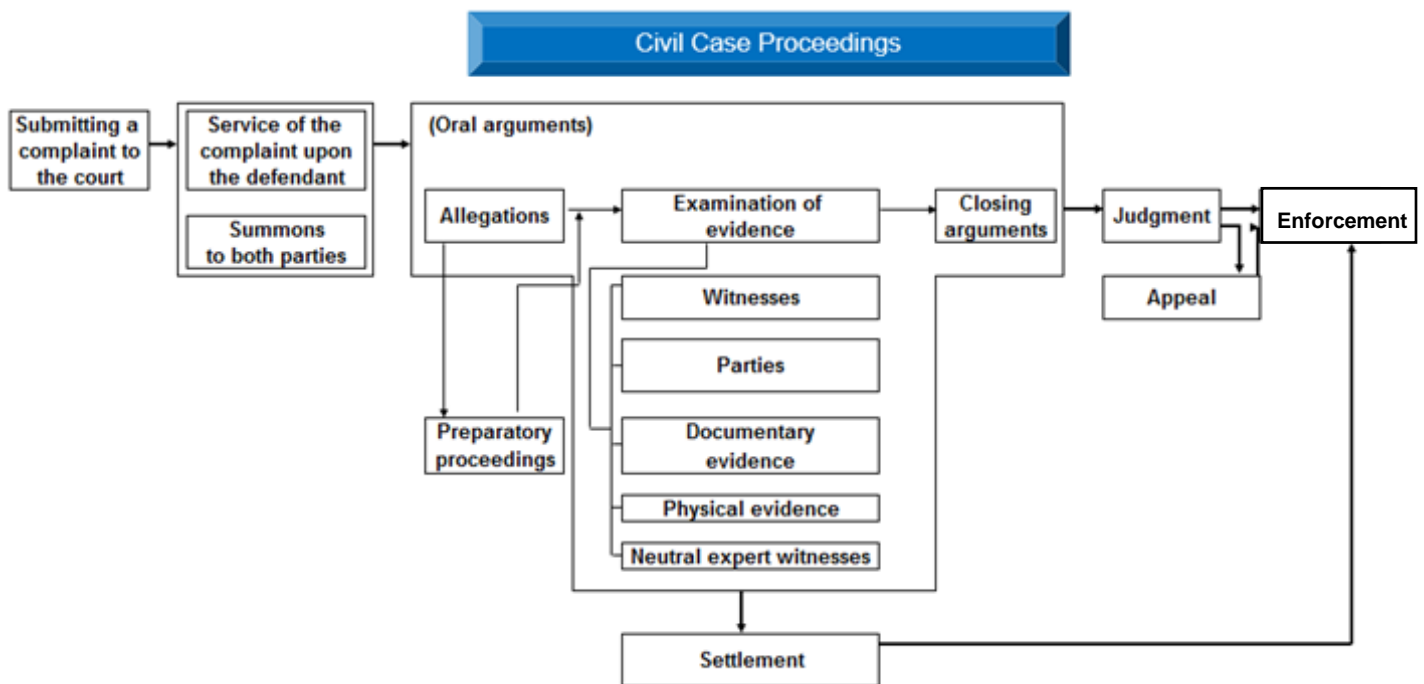 Civil Case Proceedings
Submitting a
complaint to
the court
Service of the
complaint upon
the defendant
Summons
to both parties
(Oral arguments)
Allegations
Examination of
evidence
Closing
arguments
Judgment
Enforcement
Appeal
Witnesses
Parties
Preparatory
proceedings
Documentary
evidence
Physical evidence
Neutral expert witnesses
Settlement